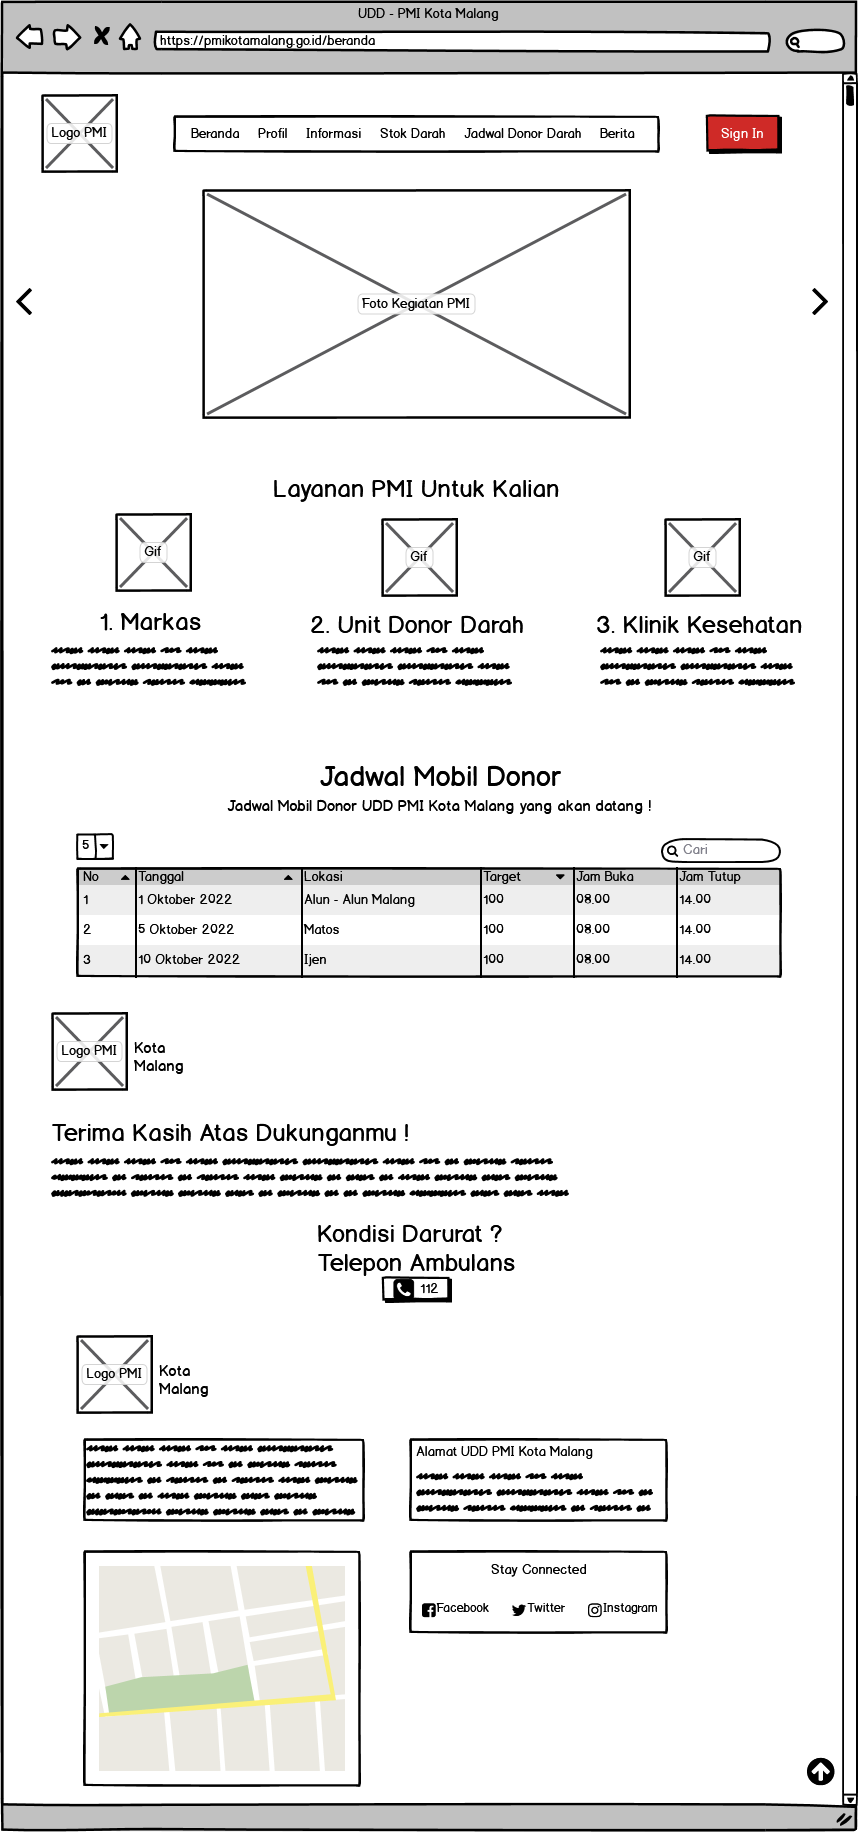 UDD - PMI Kota Malang
https://pmikotamalang.go.id/beranda
Logo PMI
Beranda Profil Informasi Stok Darah Jadwal Donor Darah Berita
Sign In
Foto Kegiatan PMI
Layanan PMI Untuk Kalian
Gif Gif Gif
1. Markas
2. Unit Donor Darah
3. Klinik Kesehatan
Jadwal Mobil Donor
Jadwal Mobil Donor UDD PMI Kota Malang yang akan datang !
5
Cari
No Tanggal Lokasi Target Jam Buka Jam Tutup
1 1 Oktober 2022 Alun - Alun Malang 100 08.00 14.00
2 5 Oktober 2022 Matos 100 08.00 14.00
3 10 Oktober 2022 Ijen 100 08.00 14.00
Logo PMI
Kota
Malang
Terima Kasih Atas Dukunganmu !
Kondisi Darurat ?
Telepon Ambulans
112
Logo PMI
Kota
Malang
Alamat UDD PMI Kota Malang
Stay Connected
Facebook Twitter Instagram